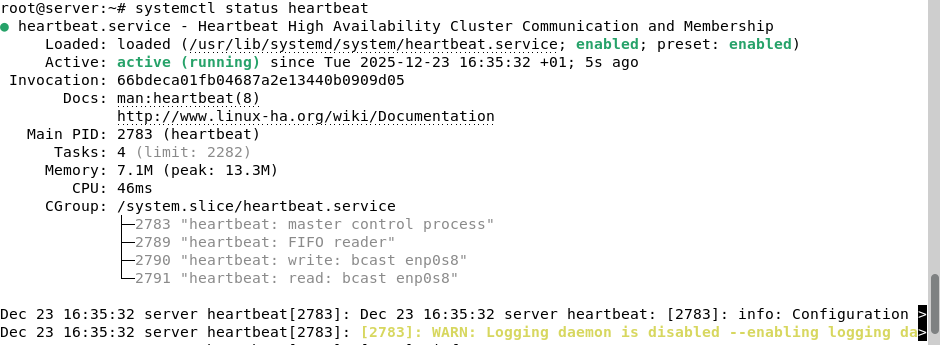 root@server:~# systemctl status heartbeat
● heartbeat.service - Heartbeat High Availability Cluster Communication and Membership
     Loaded: loaded (/usr/lib/systemd/system/heartbeat.service; enabled; preset: enabled)
     Active: active (running) since Tue 2025-12-23 16:35:32 +01; 5s ago
 Invocation: 66bdeca01fb04687a2e13440b0909d05
       Docs: man:heartbeat(8)
             http://www.linux-ha.org/wiki/Documentation
   Main PID: 2783 (heartbeat)
      Tasks: 4 (limit: 2282)
     Memory: 7.1M (peak: 13.3M)
        CPU: 46ms
     CGroup: /system.slice/heartbeat.service
             ├─2783 "heartbeat: master control process"
             ├─2789 "heartbeat: FIFO reader"
             ├─2790 "heartbeat: write: bcast enp0s8"
             └─2791 "heartbeat: read: bcast enp0s8"

Dec 23 16:35:32 server heartbeat[2783]: Dec 23 16:35:32 server heartbeat: [2783]: info: Configuration >
Dec 23 16:35:32 server heartbeat[2783]: [2783]: WARN: Logging daemon is disabled --enabling logging da>